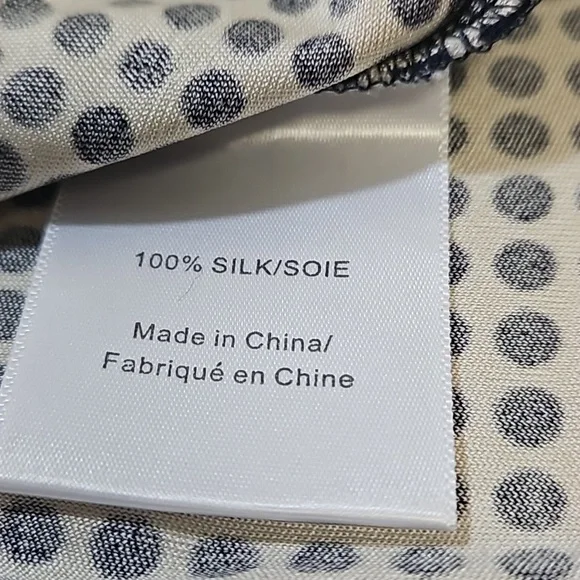 100% SILK/SOIE
Made in China/
Fabriqué en Chine